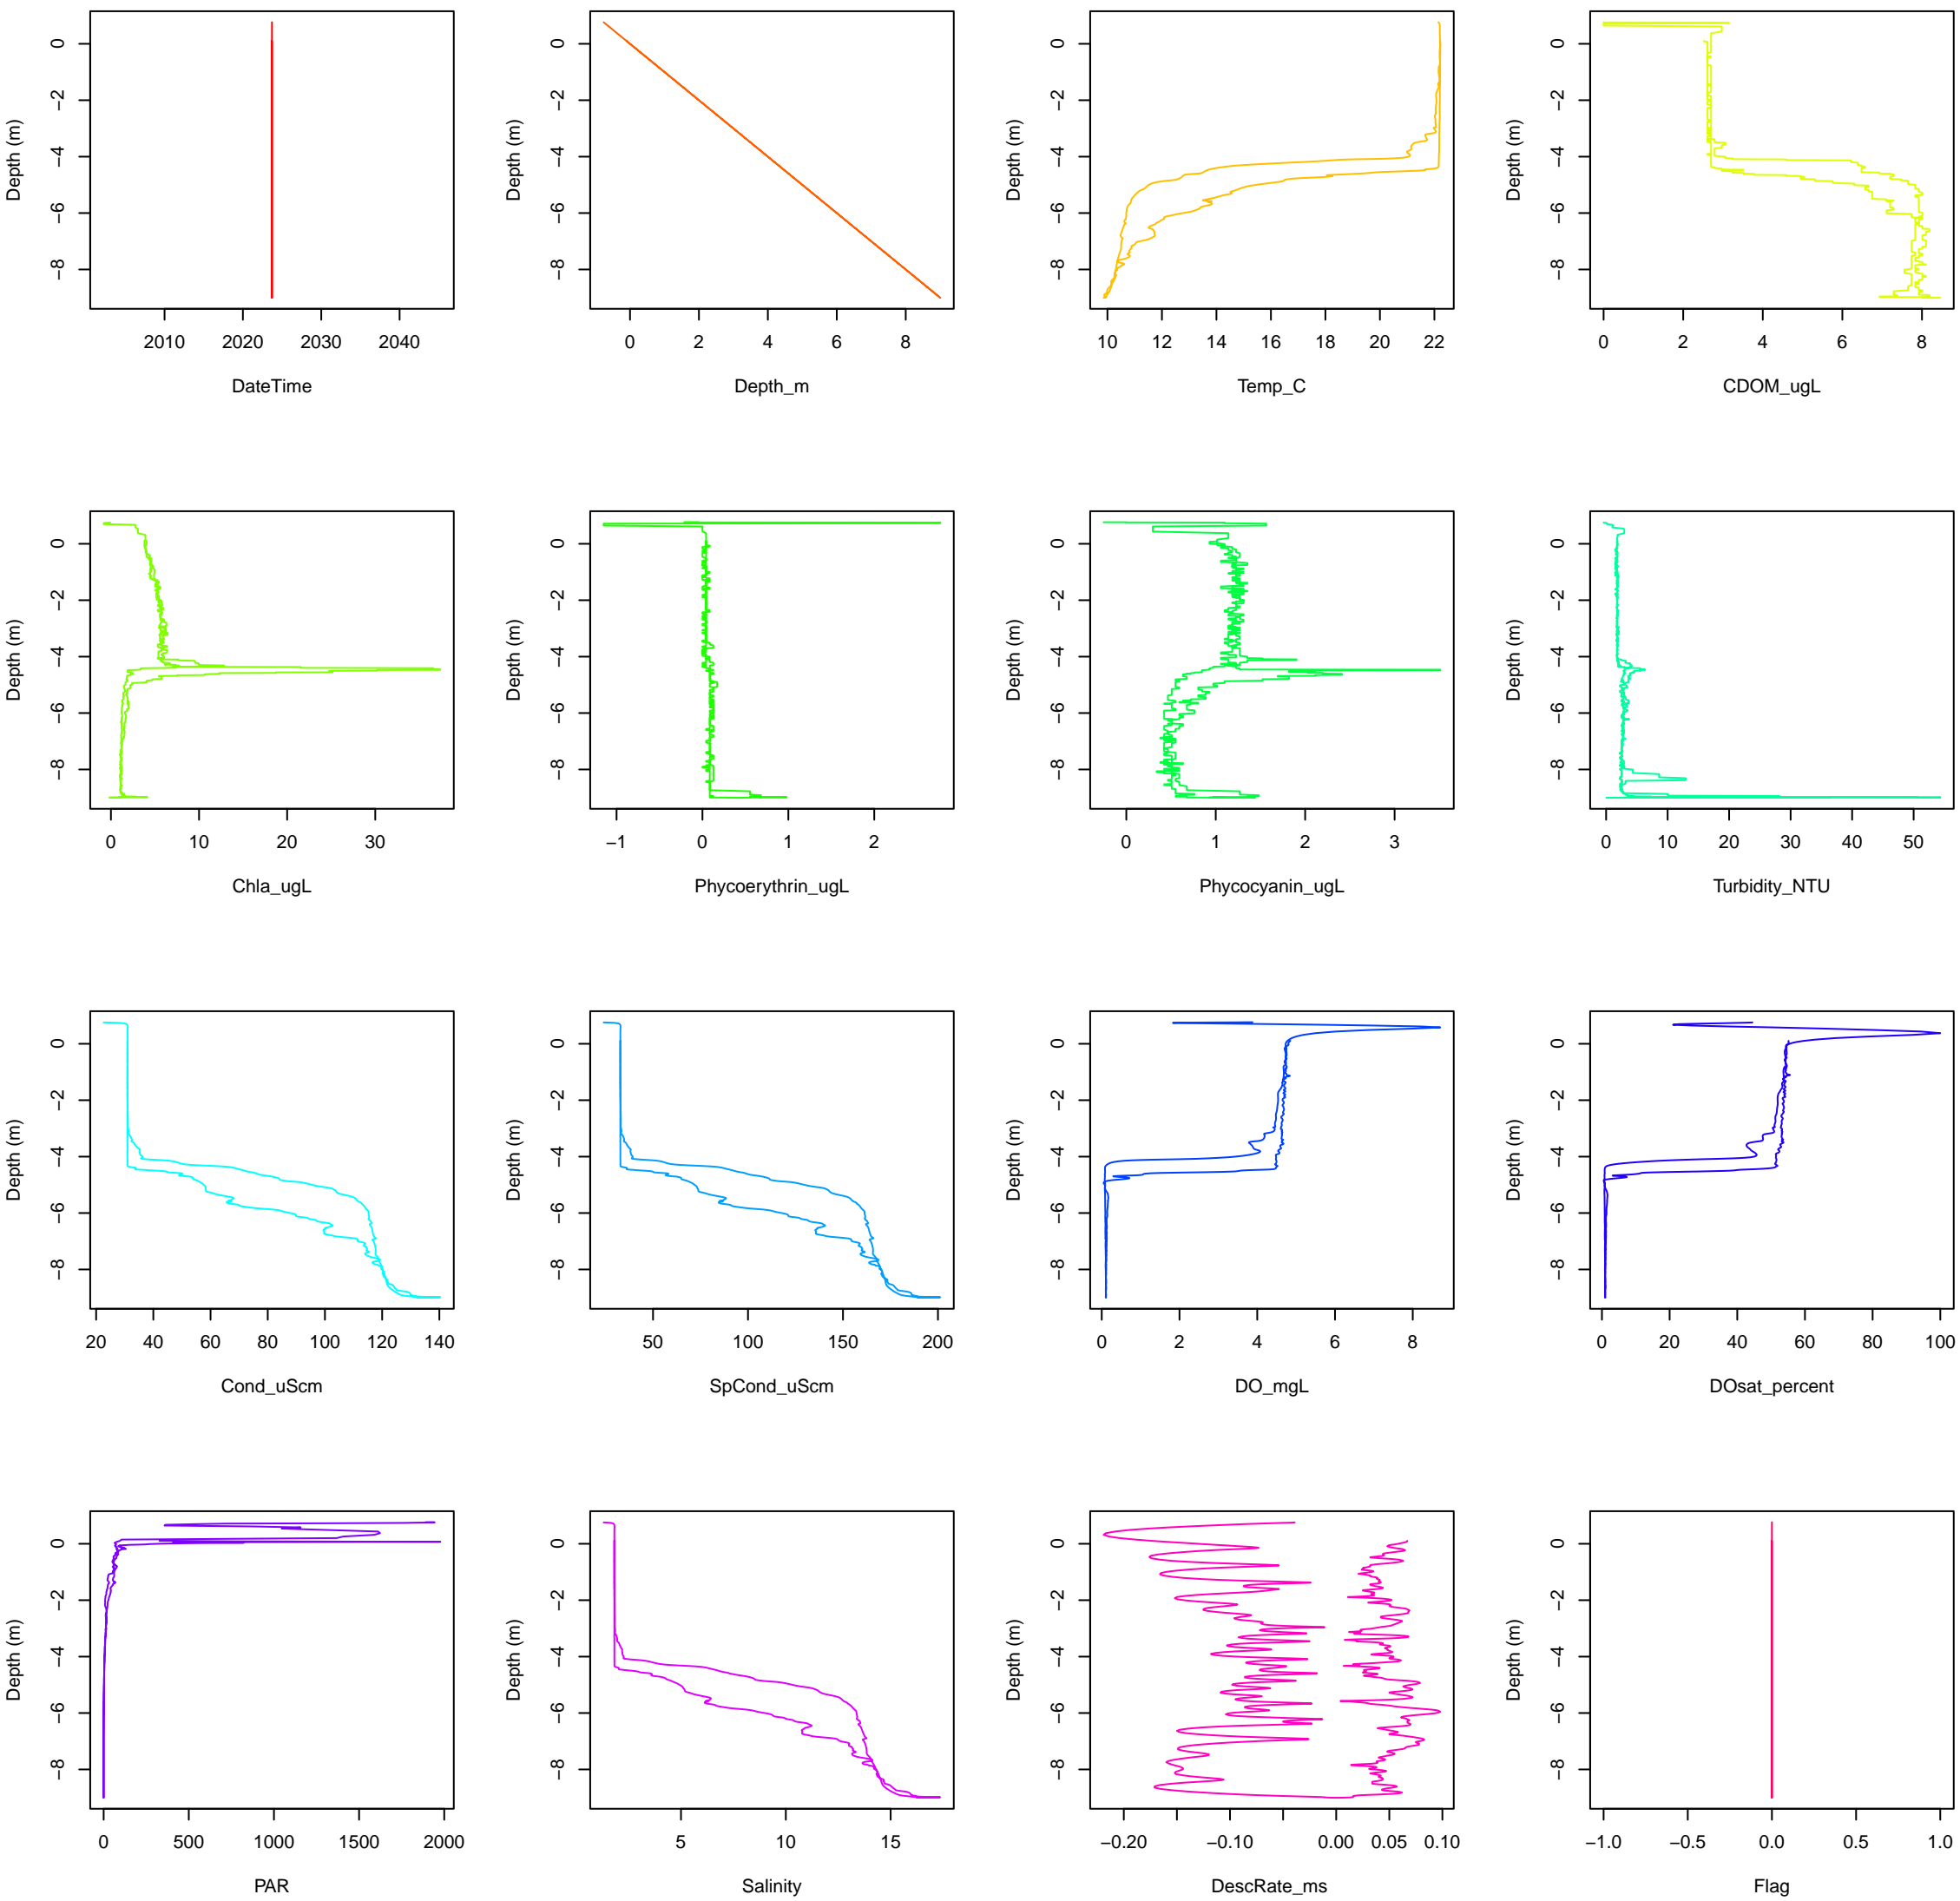 Depth (m)
0
−2
−4
−6
−8
2010 2020 2030 2040
DateTime
Depth (m)
0
−2
−4
−6
−8
0 2 4 6 8
Depth_m
Depth (m)
0
−2
−4
−6
−8
10 12 14 16 18 20 22
Temp_C
Depth (m)
0
−2
−4
−6
−8
0 2 4 6 8
CDOM_ugL
Depth (m)
0
−2
−4
−6
−8
0 10 20 30
Chla_ugL
Depth (m)
0
−2
−4
−6
−8
−1 0 1 2
Phycoerythrin_ugL
Depth (m)
0
−2
−4
−6
−8
0 1 2 3
Phycocyanin_ugL
Depth (m)
0
−2
−4
−6
−8
0 10 20 30 40 50
Turbidity_NTU
Depth (m)
0
−2
−4
−6
−8
20 40 60 80 100 120 140
Cond_uScm
Depth (m)
0
−2
−4
−6
−8
50 100 150 200
SpCond_uScm
Depth (m)
0
−2
−4
−6
−8
0 2 4 6 8
DO_mgL
Depth (m)
0
−2
−4
−6
−8
0 20 40 60 80 100
DOsat_percent
Depth (m)
0
−2
−4
−6
−8
0 500 1000 1500 2000
PAR
Depth (m)
0
−2
−4
−6
−8
5 10 15
Salinity
Depth (m)
0
−2
−4
−6
−8
−0.20 −0.10 0.00 0.05 0.10
DescRate_ms
Depth (m)
0
−2
−4
−6
−8
−1.0 −0.5 0.0 0.5 1.0
Flag